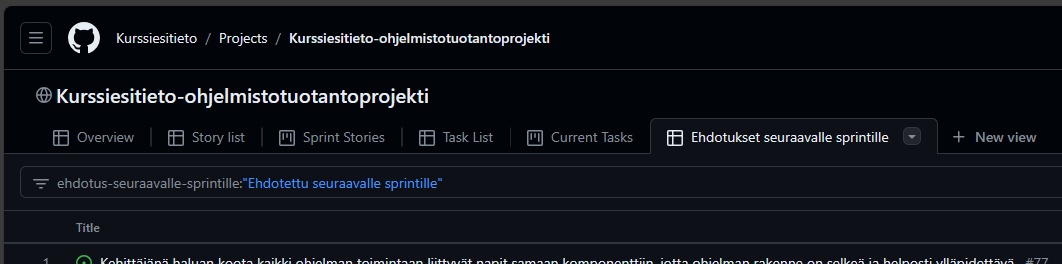 Kurssiesitieto / Projects / Kurssiesitieto-ohjelmistotuotantoprojekti
Kurssiesitieto-ohjelmistotuotantoprojekti
Overview Story list Sprint Stories Task List Current Tasks Ehdotukset seuraavalle sprintille + New view
ehdotus-seuraavalle-sprintille:"Ehdotettu seuraavalle sprintille"
Title
1 Kehittäjänä haluan koota kaikki ohjelman toimintaan liittyvät napit samaan komponenttiin, jotta ohjelman rakenne on selkeä ja helposti ylläpidettävä #77